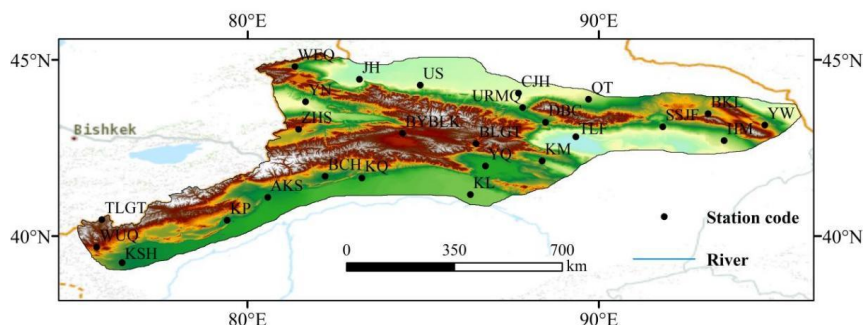 80°E 90°E
45°N 45°N
WEQ
JH
US
CJH
QT
YN
URMQ
DBC
BKL
YW
ZHS
BYBLK
BLGT
TLF
SSJF
HM
Bishkek
BCH
KQ
YQ
KM
AKS
KL
TLGT
KP
WUQ
KSH
Station code
River
40°N 40°N
0 350 700
km
80°E 90°E